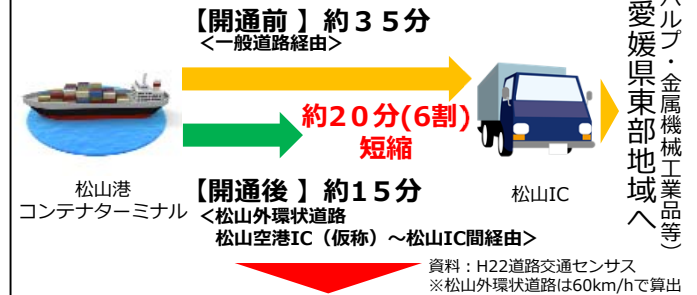 【開通前 】約３５分
<一般道路経由>
約２０分(6割)
短縮
松山港
コンテナターミナル
【開通後 】約１５分
<松山外環状道路
松山空港IC（仮称）～松山IC間経由>
松山IC
パルプ・金属機械工業品等）
愛媛県東部地域へ
資料：H22道路交通センサス
※松山外環状道路は60km/hで算出